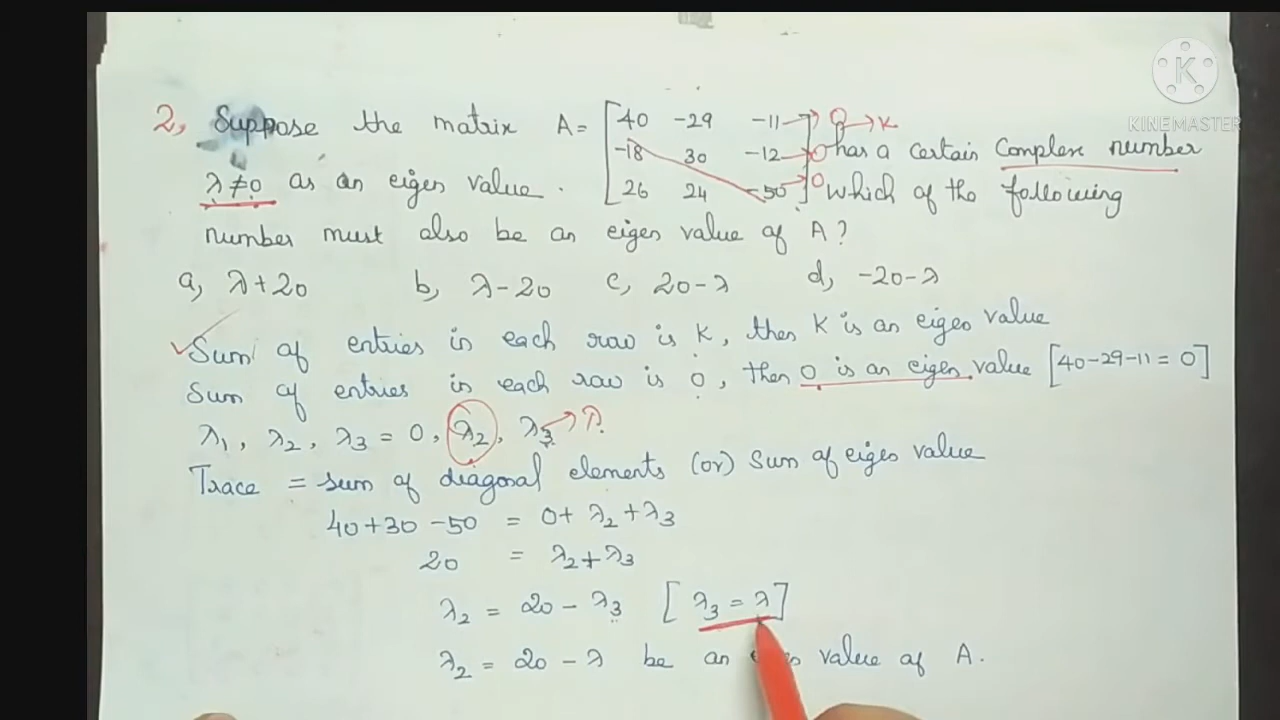 KINEMASTER
2, Suppose the matrix A = [40 -29 -11 → 0 → K
-18 30 -12 → 0 has a certain Complex number
λ≠0 as an eigen value. 26 24 -50] → 0 Which of the following
number must also be an eigen value of A?
a, λ+20 b, λ-20 c, 20-λ d, -20-λ
✓Sum of entries in each row is K, then K is an eigen value
Sum of entries in each row is 0, then 0 is an eigen value [40-29-11 = 0]
λ₁, λ₂, λ₃ = 0, λ₂, λ₃ → λ
Trace = sum of diagonal elements (or) Sum of eigen value
40+30-50 = 0+ λ₂+λ₃
20 = λ₂+λ₃
λ₂ = 20 - λ₃ [λ₃ = λ]
λ₂ = 20 - λ be an value of A.